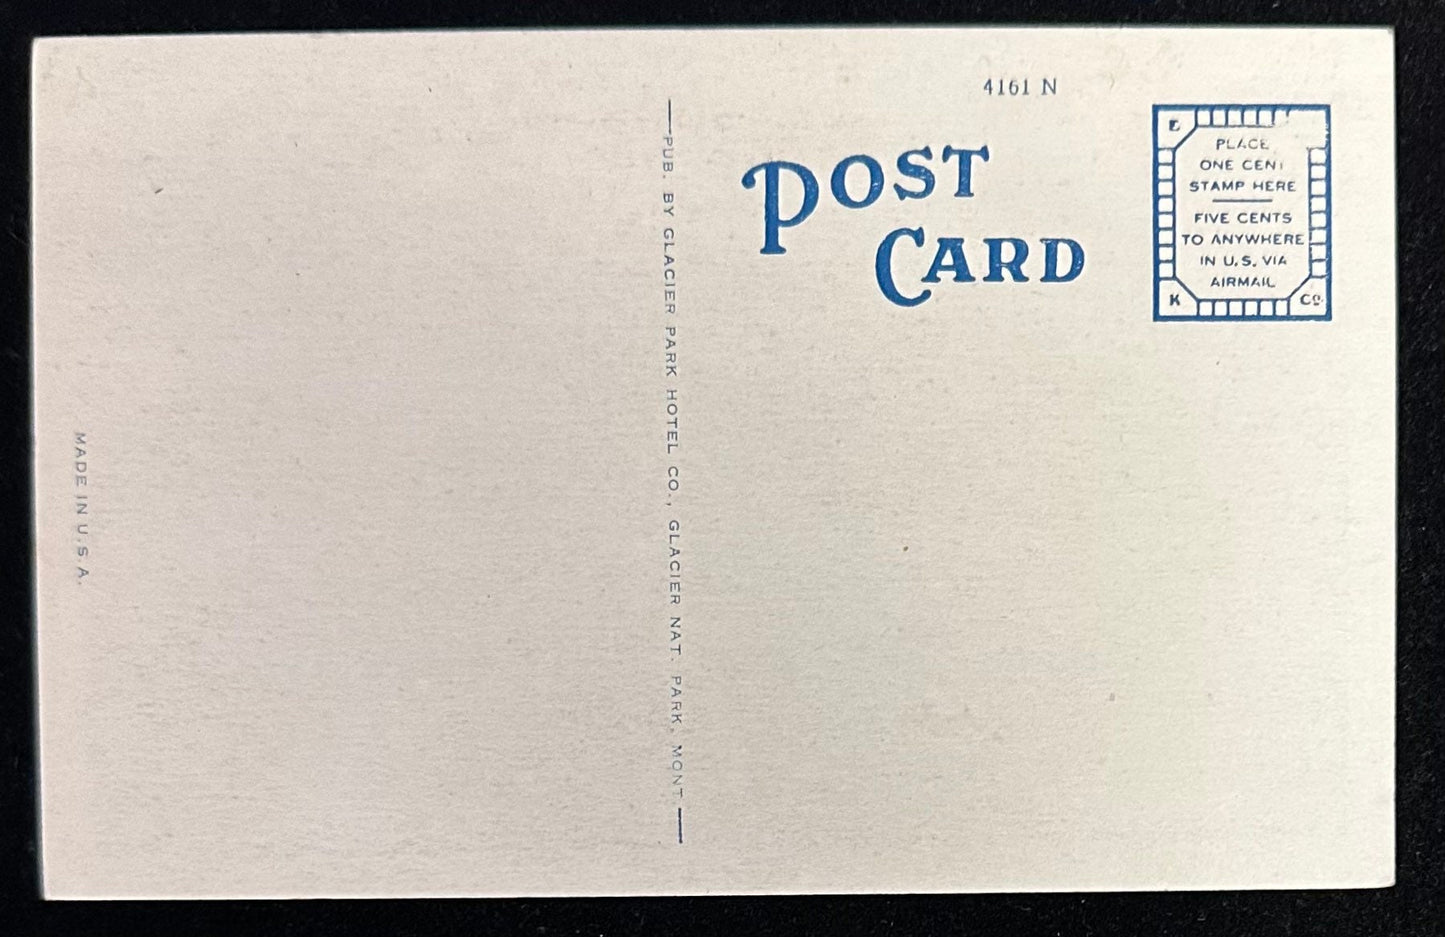 4161 N
POST
CARD
E
PLACE
ONE CENT
STAMP HERE
FIVE CENTS
TO ANYWHERE
IN U.S. VIA
AIRMAIL
K Co.
PUB. BY GLACIER PARK HOTEL CO., GLACIER NAT. PARK, MONT.
MADE IN U.S.A.